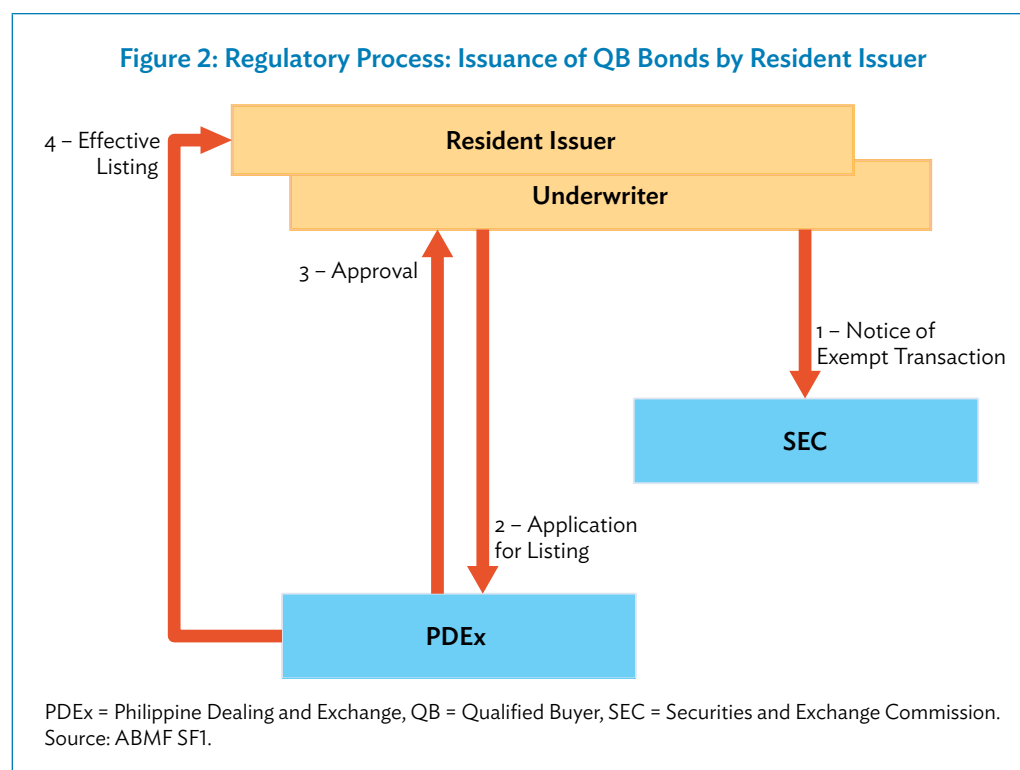 Figure 2: Regulatory Process: Issuance of QB Bonds by Resident Issuer
4 – Effective
Listing
Resident Issuer
Underwriter
3 – Approval
1 – Notice of
Exempt Transaction
SEC
2 – Application
for Listing
PDEx
PDEx = Philippine Dealing and Exchange, QB = Qualified Buyer, SEC = Securities and Exchange Commission.
Source: ABMF SF1.